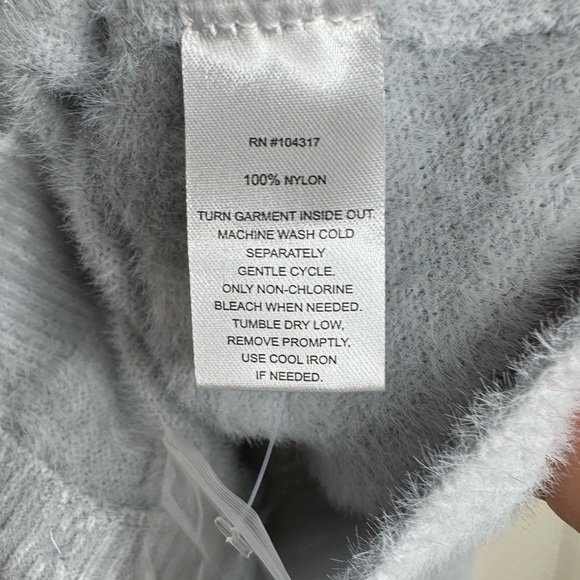 RN #104317
100% NYLON
TURN GARMENT INSIDE OUT.
MACHINE WASH COLD
SEPARATELY
GENTLE CYCLE.
ONLY NON-CHLORINE
BLEACH WHEN NEEDED.
TUMBLE DRY LOW,
REMOVE PROMPTLY,
USE COOL IRON
IF NEEDED.